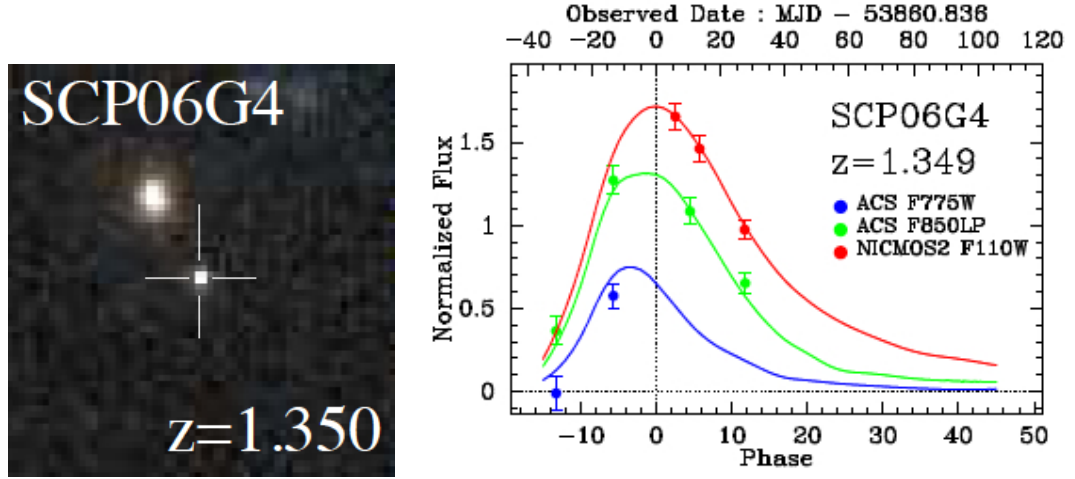 SCP06G4
z=1.350
Observed Date : MJD − 53860.836
−40 −20 0 20 40 60 80 100 120
Normalized Flux
1.5
1
0.5
0
SCP06G4
z=1.349
ACS F775W
ACS F850LP
NICMOS2 F110W
−10 0 10 20 30 40 50
Phase